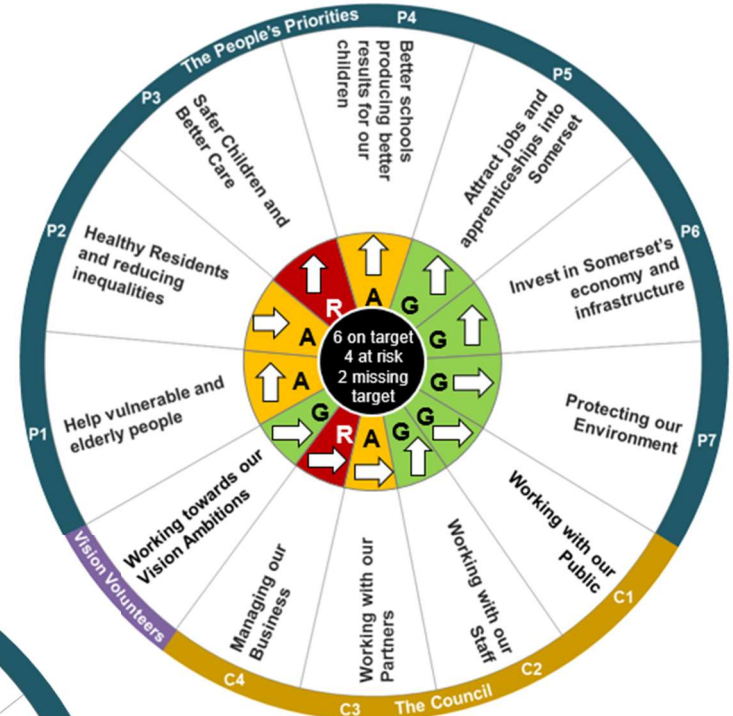 The People's Priorities
P1
Help vulnerable and
elderly people
A
P2
Healthy Residents
and reducing
inequalities
A
P3
Safer Children and
Better Care
R
P4
Better schools
producing better
results for our
children
A
P5
Attract jobs and
apprenticeships into
Somerset
G
P6
Invest in Somerset's
economy and
infrastructure
G
P7
Protecting our
Environment
G
The Council
C1
Working with our
Public
G
C2
Working with our
Staff
G
C3
Working with our
Partners
A
C4
Managing our
Business
R
Vision Volunteers
Working towards our
Vision Ambitions
G
6 on target
4 at risk
2 missing
target